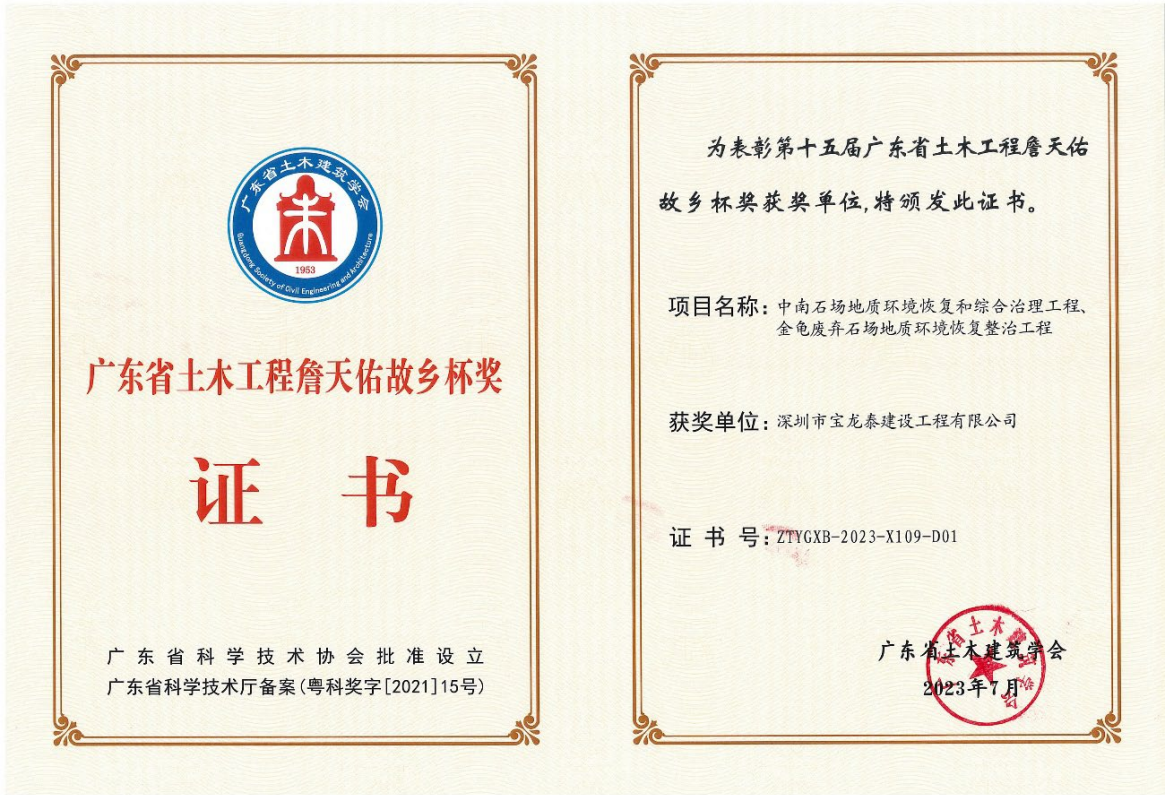 广东省土木建筑学会
1953
Guangdong Society of Civil Engineering and Architecture
广东省土木工程詹天佑故乡杯奖
证 书
广东省科学技术协会批准设立
广东省科学技术厅备案(粤科奖字[2021]15号)
为表彰第十五届广东省土木工程詹天佑
故乡杯奖获奖单位,特颁发此证书。
项目名称: 中南石场地质环境恢复和综合治理工程、
金龟废弃石场地质环境恢复整治工程
获奖单位: 深圳市宝龙泰建设工程有限公司
证 书 号: ZTYGXB-2023-X109-D01
广东省土木建筑学会
2023年7月
广东省土木建筑学会